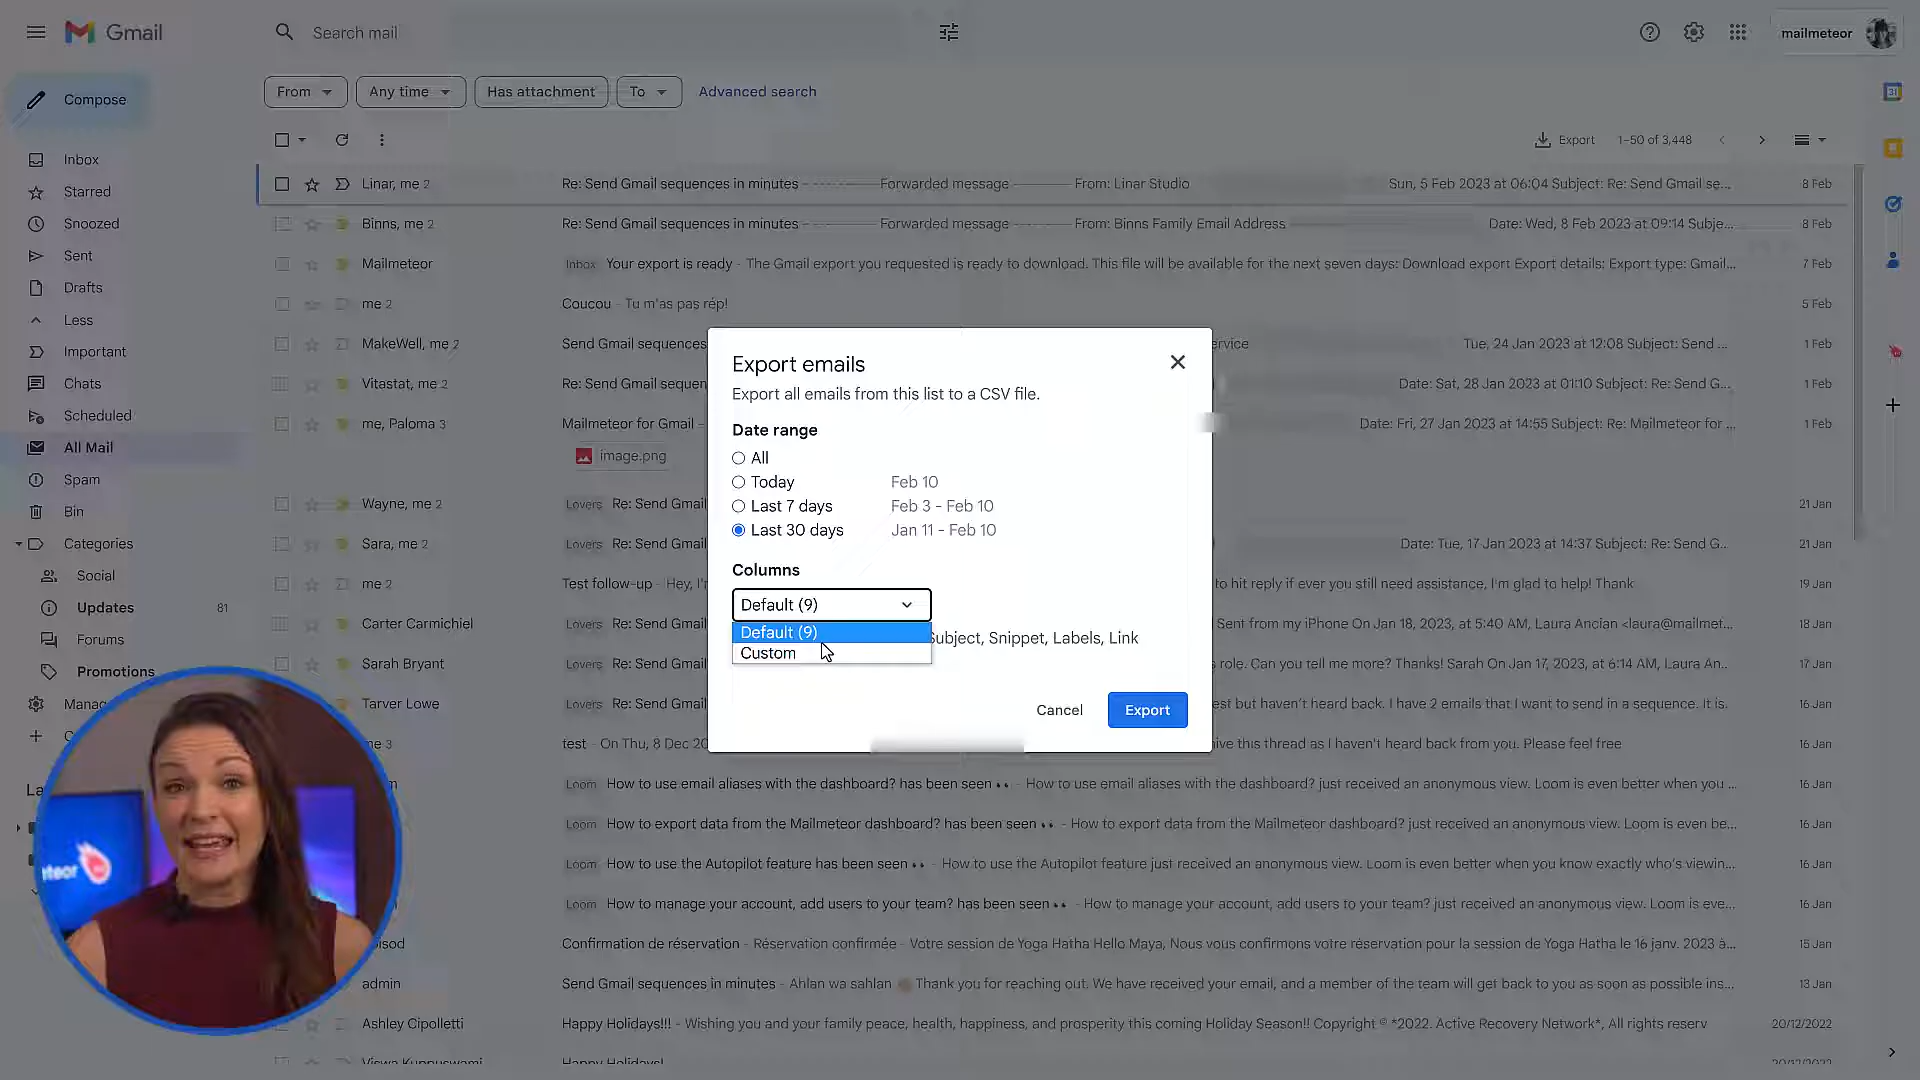 Gmail
Search mail
mailmeteor
Compose
From
Any time
Has attachment
To
Advanced search
Export
1–50 of 3,448
Inbox
Starred
Snoozed
Sent
Drafts
Less
Important
Chats
Scheduled
All Mail
Spam
Bin
Categories
Social
Updates 81
Forums
Promotions
Linar, me 2 Re: Send Gmail sequences in minutes Forwarded message From: Linar Studio Sun, 5 Feb 2023 at 06:04 Subject: Re: Send Gmail se... 8 Feb
Binns, me 2 Re: Send Gmail sequences in minutes Forwarded message From: Binns Family Email Address Date: Wed, 8 Feb 2023 at 09:14 Subje... 8 Feb
Mailmeteor Inbox Your export is ready - The Gmail export you requested is ready to download. This file will be available for the next seven days: Download export Export details: Export type: Gmail... 7 Feb
me 2 Coucou - Tu m'as pas rép! 5 Feb
MakeWell, me 2 Send Gmail sequences Tue, 24 Jan 2023 at 12:08 Subject: Send ... 1 Feb
Vitastat, me 2 Re: Send Gmail sequen Date: Sat, 28 Jan 2023 at 01:10 Subject: Re: Send G... 1 Feb
me, Paloma 3 Mailmeteor for Gmail - Date: Fri, 27 Jan 2023 at 14:55 Subject: Re: Mailmeteor for ... 1 Feb
image.png
Wayne, me 2 Lovers Re: Send Gmail 21 Jan
Sara, me 2 Lovers Re: Send Gmail Date: Tue, 17 Jan 2023 at 14:37 Subject: Re: Send G... 21 Jan
me 2 Test follow-up - Hey, I'm to hit reply if ever you still need assistance, I'm glad to help! Thank 19 Jan
Carter Carmichiel Lovers Re: Send Gmail Sent from my iPhone On Jan 18, 2023, at 5:40 AM, Laura Ancian <laura@mailmet... 18 Jan
Sarah Bryant Lovers Re: Send Gmail role. Can you tell me more? Thanks! Sarah On Jan 17, 2023, at 6:14 AM, Laura An.. 17 Jan
Tarver Lowe Lovers Re: Send Gmail but haven't heard back. I have 2 emails that I want to send in a sequence. It is. 16 Jan
me 3 test - On Thu, 8 Dec 20 this thread as I haven't heard back from you. Please feel free 16 Jan
Loom How to use email aliases with the dashboard? has been seen 👀 - How to use email aliases with the dashboard? just received an anonymous view. Loom is even better when you ... 16 Jan
Loom How to export data from the Mailmeteor dashboard? has been seen 👀 - How to export data from the Mailmeteor dashboard? just received an anonymous view. Loom is even be... 16 Jan
Loom How to use the Autopilot feature has been seen 👀 - How to use the Autopilot feature just received an anonymous view. Loom is even better when you know exactly who's viewin... 16 Jan
Loom How to manage your account, add users to your team? has been seen 👀 - How to manage your account, add users to your team? just received an anonymous view. Loom is eve... 16 Jan
Confirmation de réservation - Réservation confirmée - Votre session de Yoga Hatha Hello Maya, Nous vous confirmons votre réservation pour la session de Yoga Hatha le 16 janv. 2023 à... 15 Jan
admin Send Gmail sequences in minutes - Ahlan wa sahlan Thank you for reaching out. We have received your email, and a member of the team will get back to you as soon as possible ins... 13 Jan
Ashley Cipolletti Happy Holidays!!! - Wishing you and your family peace, health, happiness, and prosperity this coming Holiday Season!! Copyright © *2022. Active Recovery Network*, All rights reserv 20/12/2022
Viswa Kuppuswami Happy Holidays! 20/12/2022
Export emails
Export all emails from this list to a CSV file.
Date range
All
Today Feb 10
Last 7 days Feb 3 - Feb 10
Last 30 days Jan 11 - Feb 10
Columns
Default (9)
Default (9)
Custom
Subject, Snippet, Labels, Link
Cancel
Export